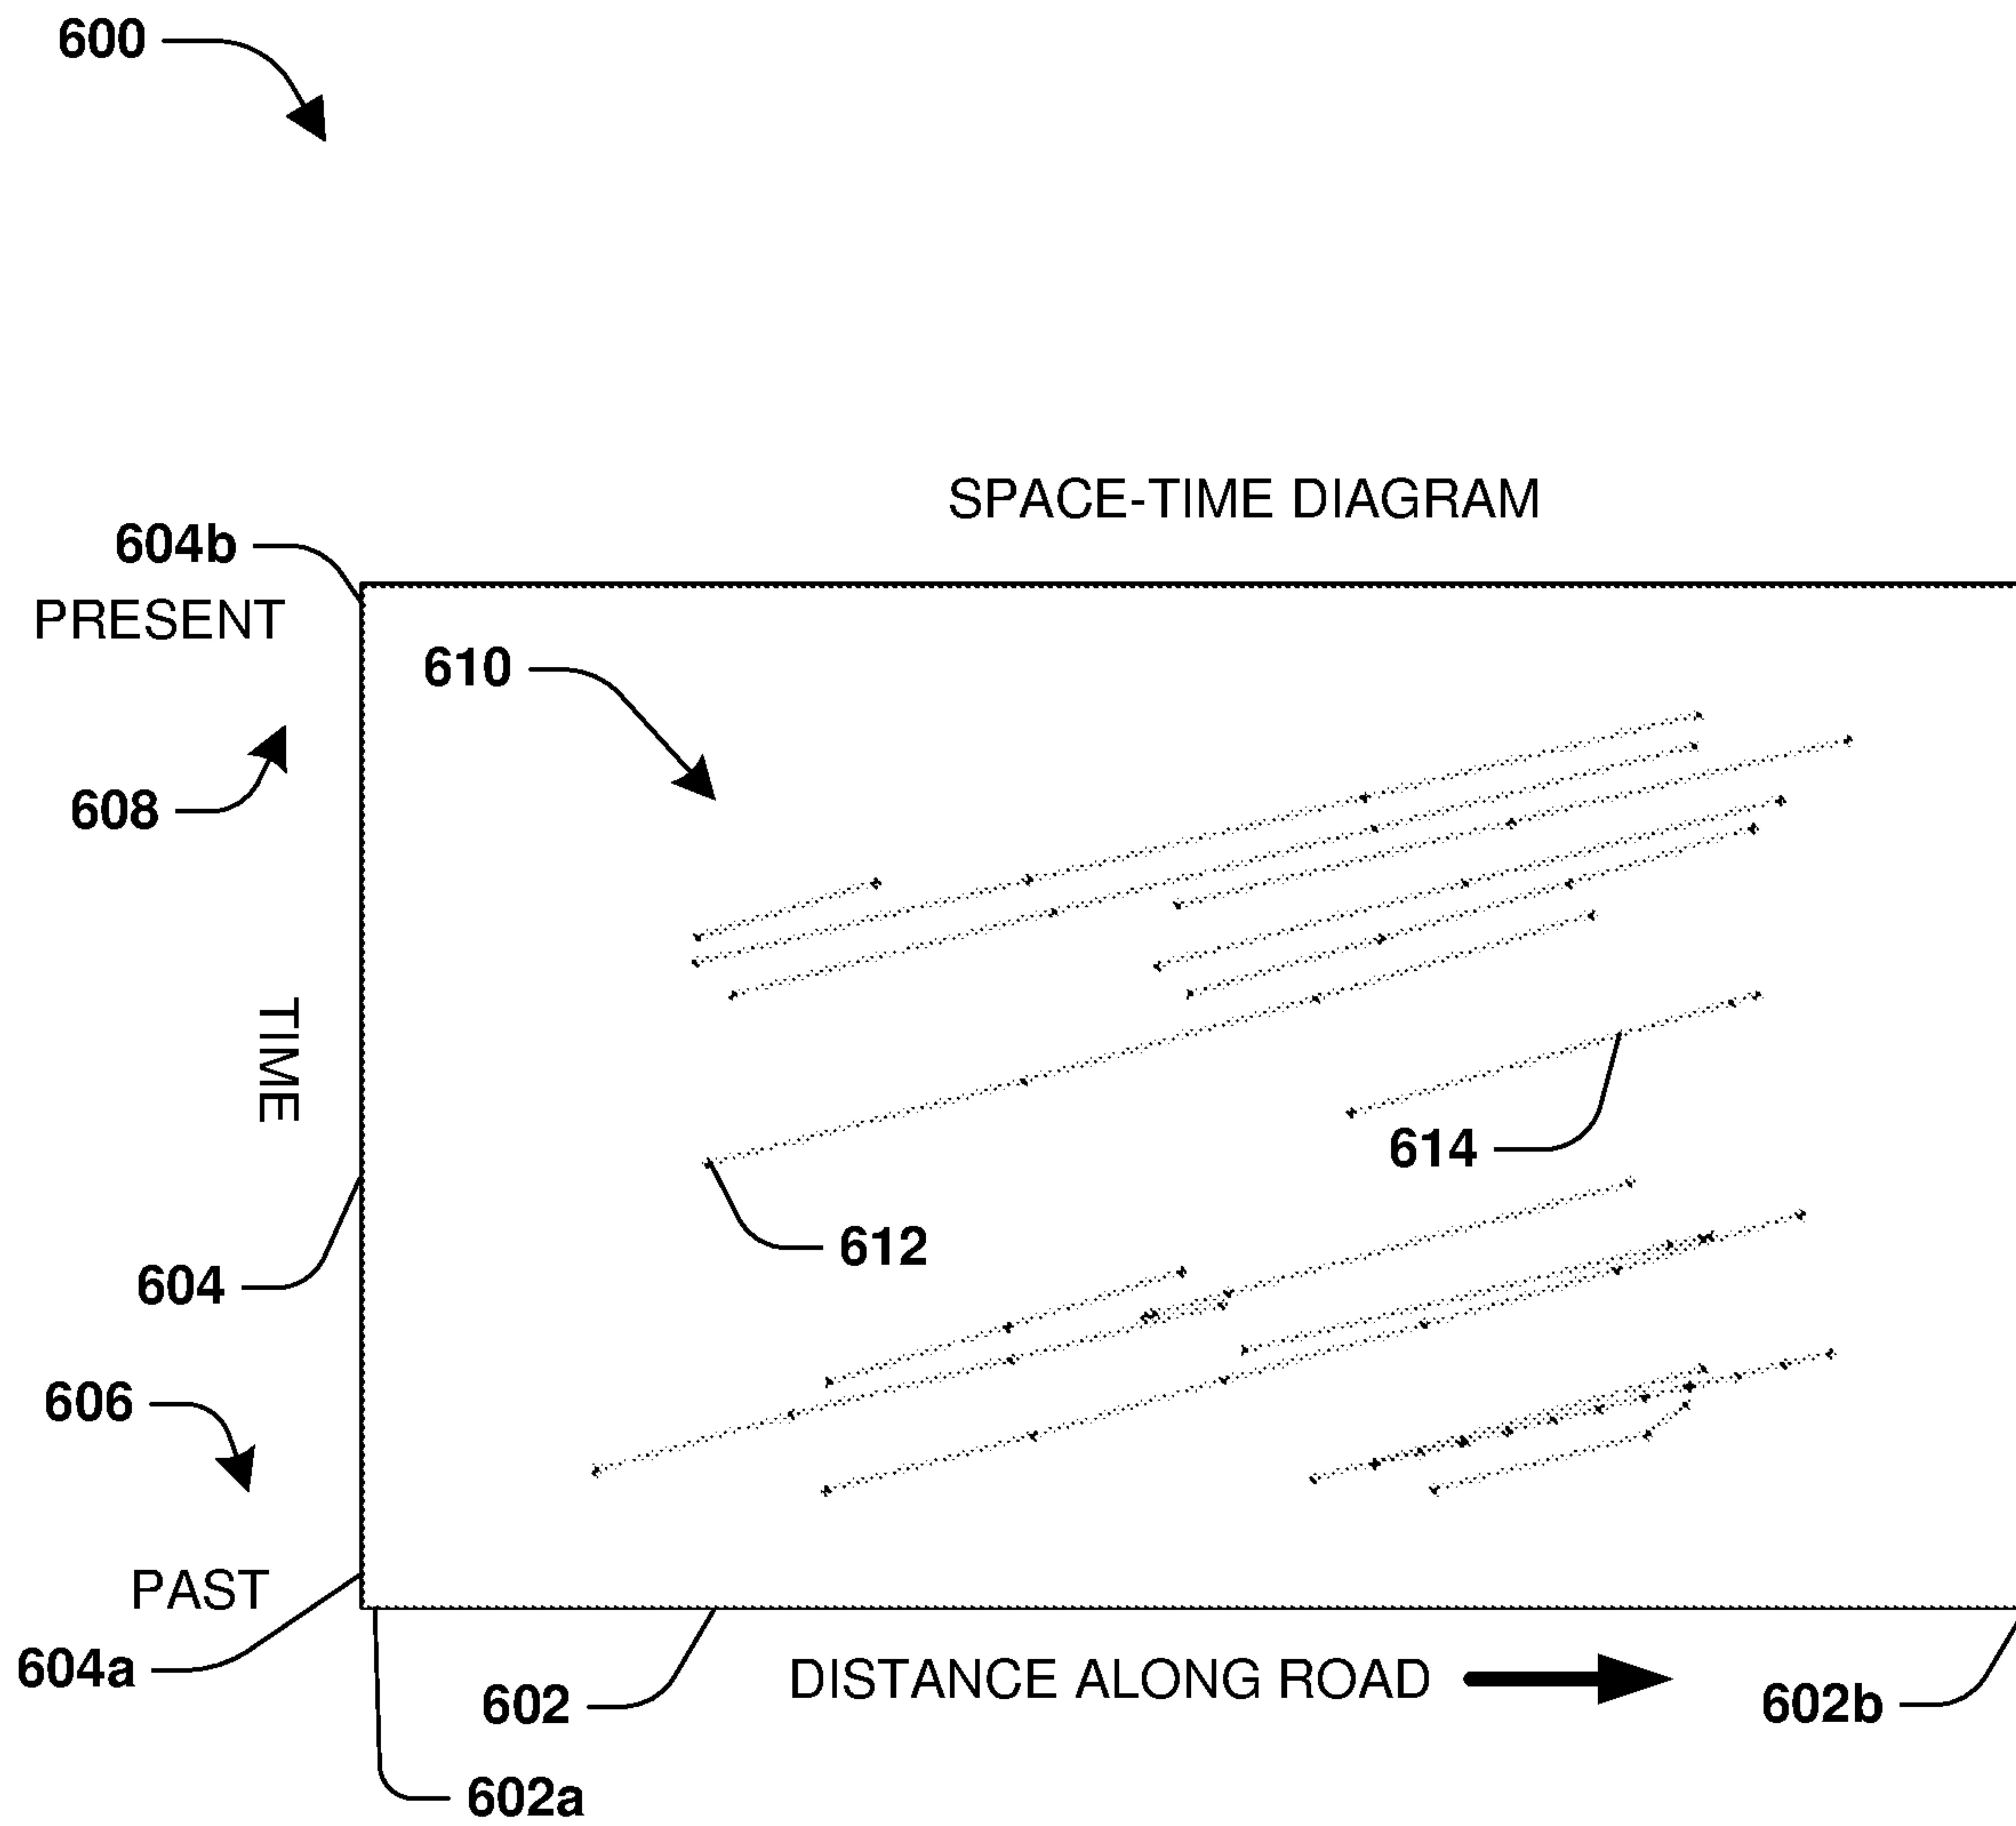 600
SPACE-TIME DIAGRAM
604b
PRESENT
610
608
TIME
614
612
604
606
PAST
604a
DISTANCE ALONG ROAD
602
602b
602a